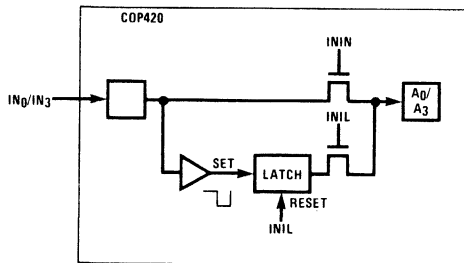 COP420
ININ
IN0/IN3
A0/
A3
INIL
SET
LATCH
RESET
INIL